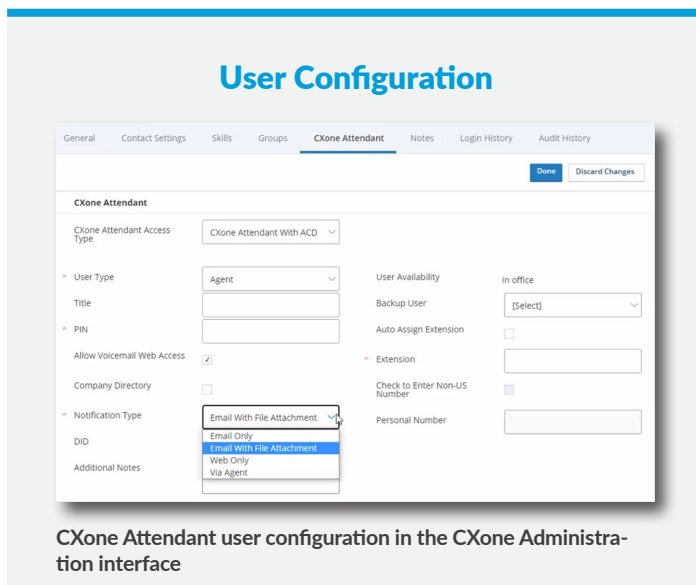 User Configuration
General Contact Settings Skills Groups CXone Attendant Notes Login History Audit History
Done Discard Changes
CXone Attendant
CXone Attendant Access
Type
CXone Attendant With ACD
* User Type Agent User Availability In office
Title Backup User [Select]
* PIN Auto Assign Extension
Allow Voicemail Web Access * Extension
Company Directory Check to Enter Non-US
Number
* Notification Type Email With File Attachment Personal Number
Email Only
DID Email With File Attachment
Web Only
Additional Notes Via Agent
CXone Attendant user configuration in the CXone Administra-
tion interface